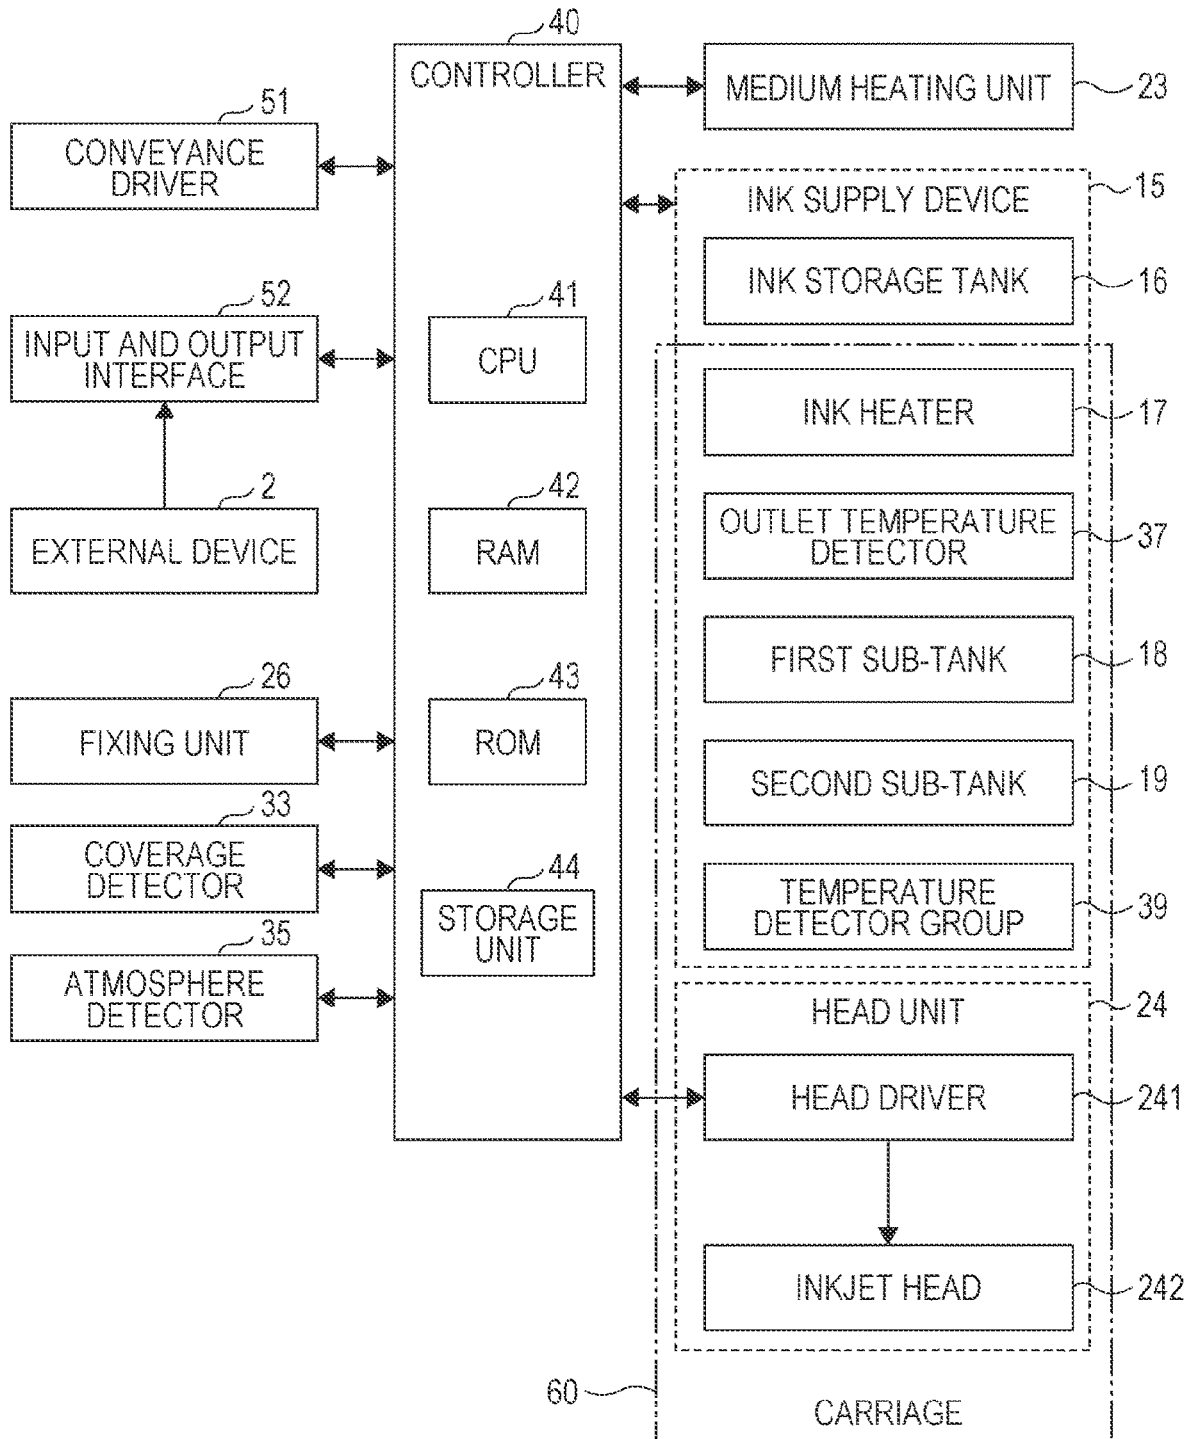 40
CONTROLLER
MEDIUM HEATING UNIT
23
51
CONVEYANCE
DRIVER
15
INK SUPPLY DEVICE
INK STORAGE TANK
16
52
INPUT AND OUTPUT
INTERFACE
41
CPU
INK HEATER
17
2
EXTERNAL DEVICE
42
RAM
OUTLET TEMPERATURE
DETECTOR
37
FIRST SUB-TANK
18
26
FIXING UNIT
43
ROM
SECOND SUB-TANK
19
33
COVERAGE
DETECTOR
44
STORAGE
UNIT
TEMPERATURE
DETECTOR GROUP
39
35
ATMOSPHERE
DETECTOR
HEAD UNIT
24
HEAD DRIVER
241
INKJET HEAD
242
60
CARRIAGE